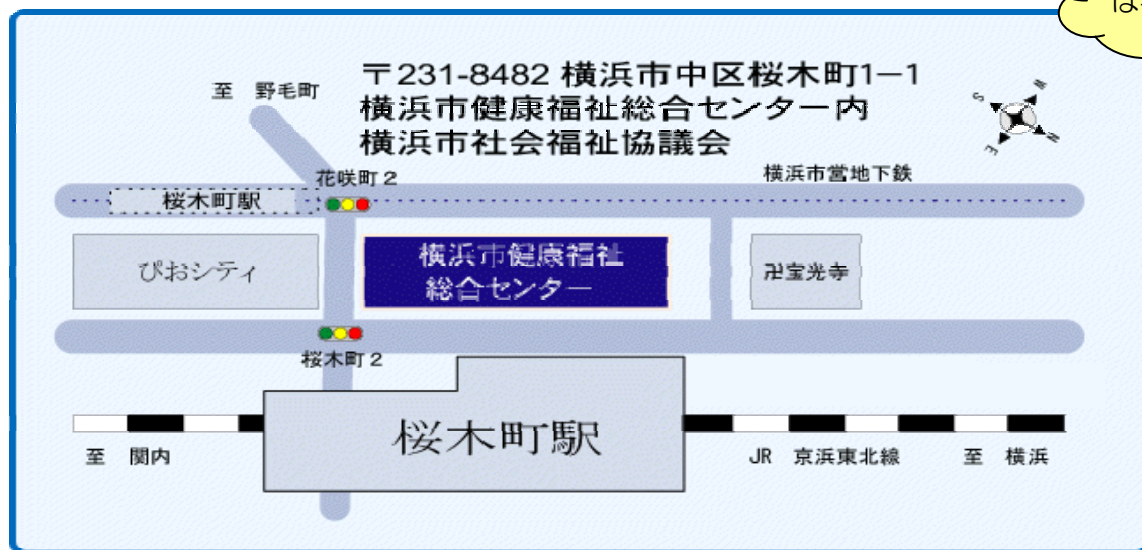 は
〒231-8482 横浜市中区桜木町1ー1
横浜市健康福祉総合センター内
横浜市社会福祉協議会
至 野毛町
N
S
W
E
花咲町2
横浜市営地下鉄
桜木町駅
ぴおシティ
横浜市健康福祉
総合センター
卍宝光寺
桜木町2
桜木町駅
至 関内
JR 京浜東北線 至 横浜